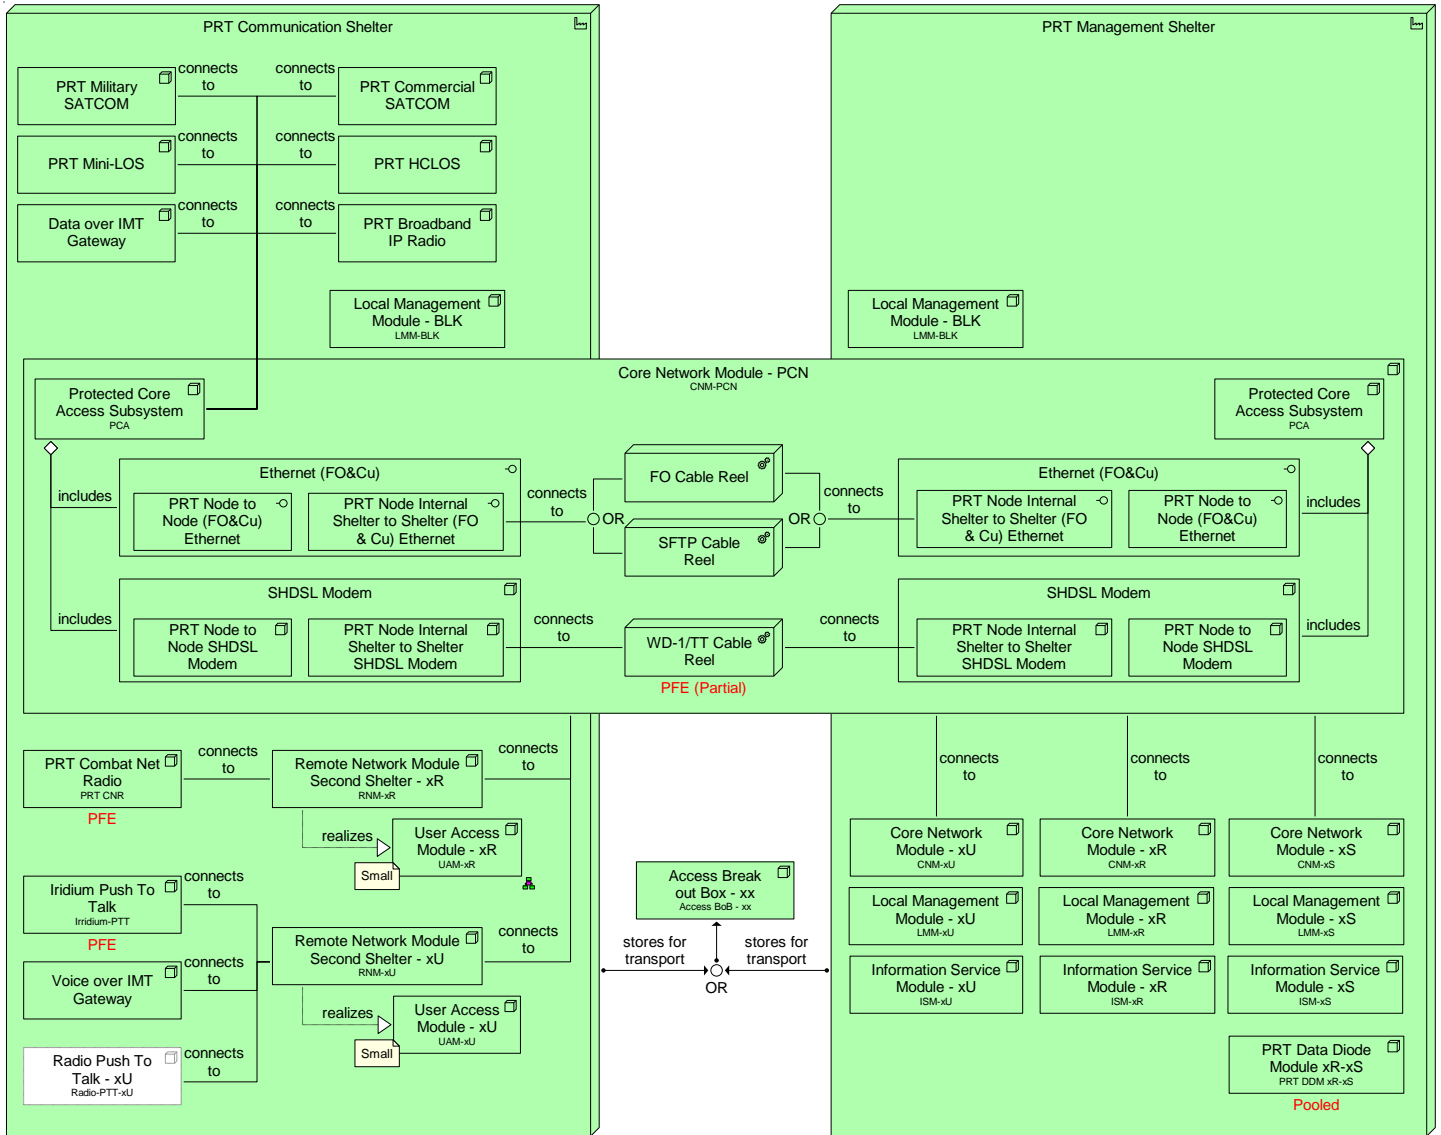 PRT Communication Shelter
PRT Management Shelter
PRT Military
SATCOM
connects
to
connects
to
PRT Commercial
SATCOM
PRT Mini-LOS
connects
to
connects
to
PRT HCLOS
Data over IMT
Gateway
connects
to
connects
to
PRT Broadband
IP Radio
Local Management
Module - BLK
LMM-BLK
Local Management
Module - BLK
LMM-BLK
Core Network Module - PCN
CNM-PCN
Protected Core
Access Subsystem
PCA
Protected Core
Access Subsystem
PCA
includes
Ethernet (FO&Cu)
PRT Node to
Node (FO&Cu)
Ethernet
PRT Node Internal
Shelter to Shelter (FO
& Cu) Ethernet
connects
to
OR
FO Cable Reel
SFTP Cable
Reel
OR
connects
to
Ethernet (FO&Cu)
PRT Node Internal
Shelter to Shelter (FO
& Cu) Ethernet
PRT Node to
Node (FO&Cu)
Ethernet
includes
includes
SHDSL Modem
PRT Node to
Node SHDSL
Modem
PRT Node Internal
Shelter to Shelter
SHDSL Modem
connects
to
WD-1/TT Cable
Reel
PFE (Partial)
connects
to
SHDSL Modem
PRT Node Internal
Shelter to Shelter
SHDSL Modem
PRT Node to
Node SHDSL
Modem
includes
PRT Combat Net
Radio
PRT CNR
PFE
connects
to
Remote Network Module
Second Shelter - xR
RNM-xR
connects
to
realizes
User Access
Module - xR
UAM-xR
Small
Iridium Push To
Talk
Irridium-PTT
PFE
connects
to
Remote Network Module
Second Shelter - xU
RNM-xU
connects
to
Voice over IMT
Gateway
connects
to
realizes
User Access
Module - xU
UAM-xU
Small
Radio Push To
Talk - xU
Radio-PTT-xU
connects
to
Access Break
out Box - xx
Access BoB - xx
stores for
transport
stores for
transport
OR
connects
to
connects
to
connects
to
Core Network
Module - xU
CNM-xU
Core Network
Module - xR
CNM-xR
Core Network
Module - xS
CNM-xS
Local Management
Module - xU
LMM-xU
Local Management
Module - xR
LMM-xR
Local Management
Module - xS
LMM-xS
Information Service
Module - xU
ISM-xU
Information Service
Module - xR
ISM-xR
Information Service
Module - xS
ISM-xS
PRT Data Diode
Module xR-xS
PRT DDM xR-xS
Pooled